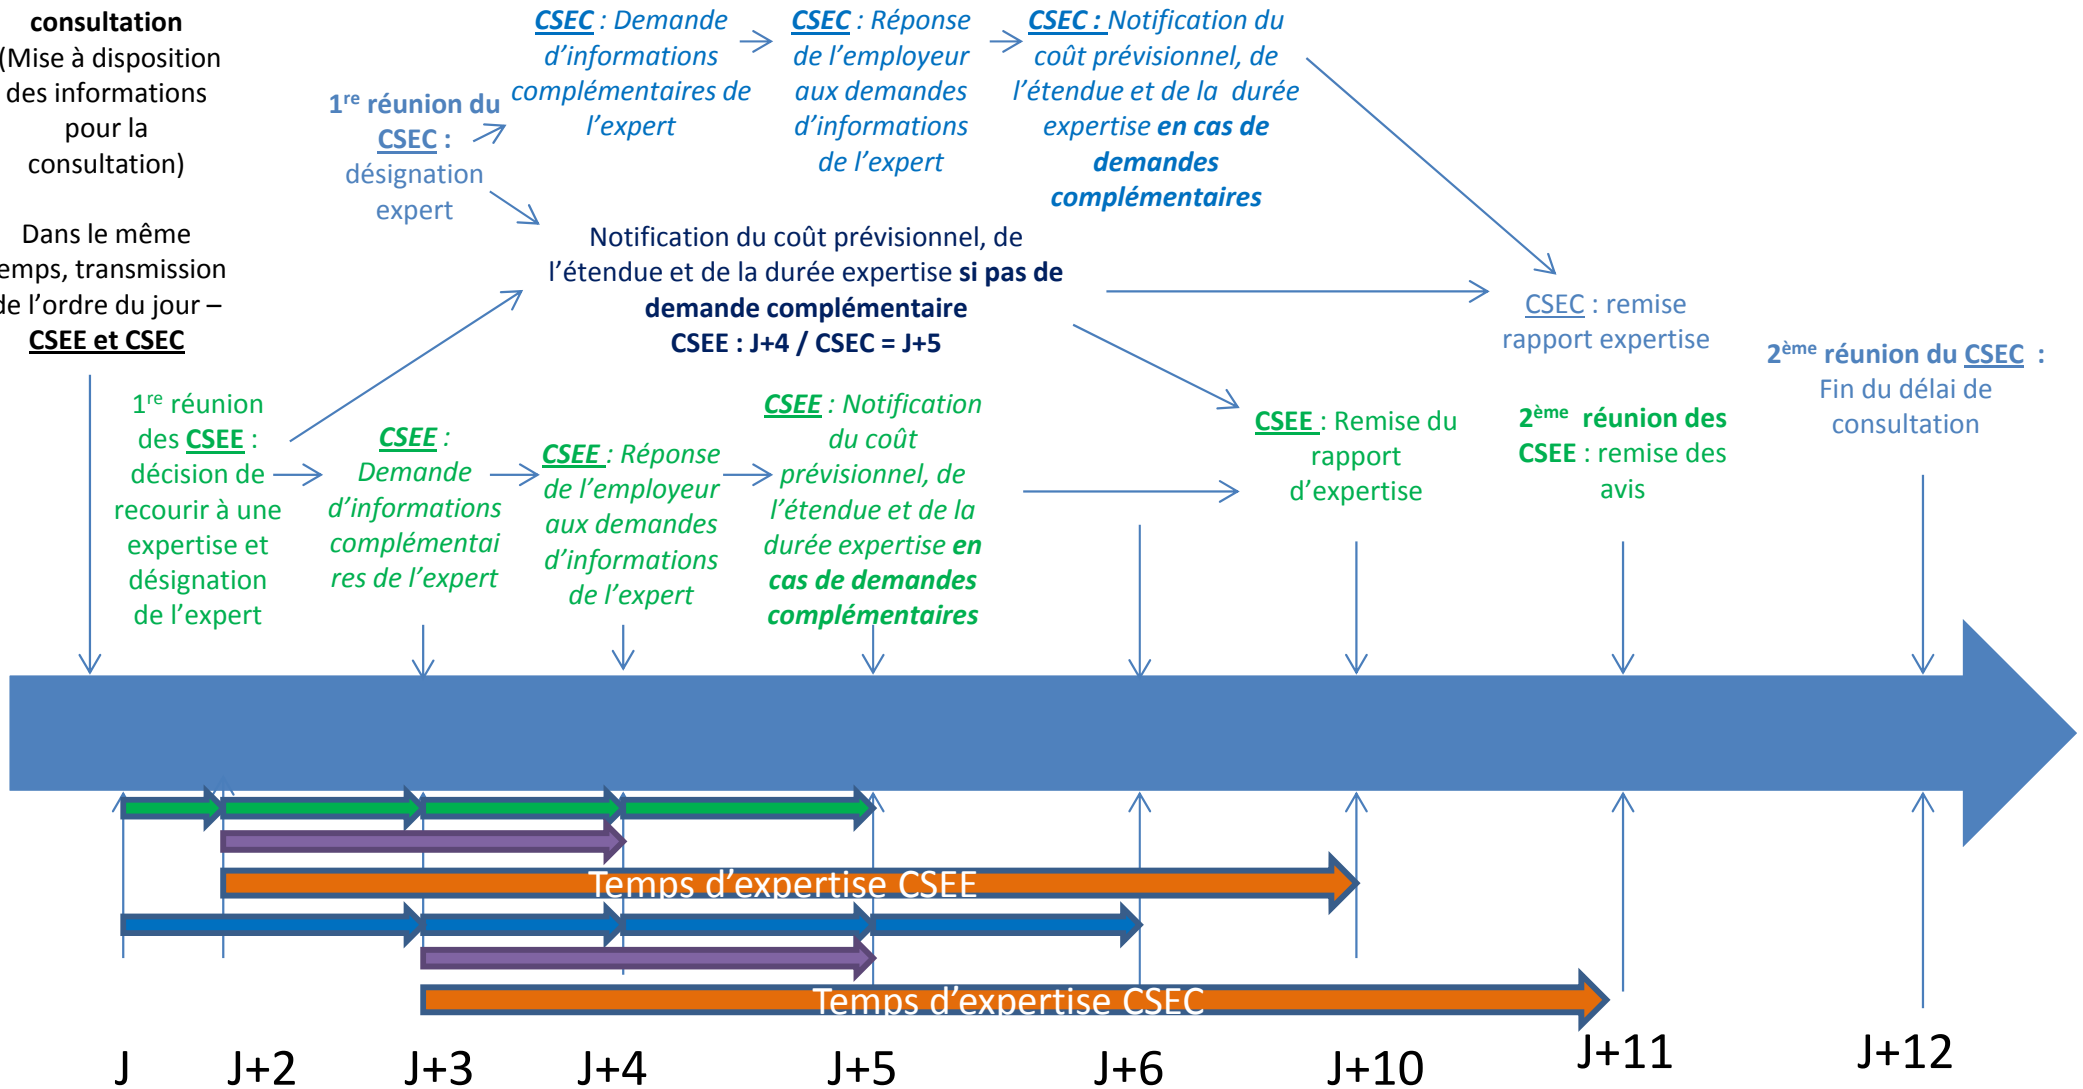 consultation
(Mise à disposition
des informations
pour la
consultation)
Dans le même
temps, transmission
de l’ordre du jour –
CSEE et CSEC
1re réunion du
CSEC :
désignation
expert
CSEC : Demande
d’informations
complémentaires de
l’expert
CSEC : Réponse
de l’employeur
aux demandes
d’informations
de l’expert
CSEC : Notification du
coût prévisionnel, de
l’étendue et de la durée
expertise en cas de
demandes
complémentaires
Notification du coût prévisionnel, de
l’étendue et de la durée expertise si pas de
demande complémentaire
CSEE : J+4 / CSEC = J+5
CSEC : remise
rapport expertise
2ème réunion du CSEC :
Fin du délai de
consultation
1re réunion
des CSEE :
décision de
recourir à une
expertise et
désignation
de l’expert
CSEE :
Demande
d’informations
complémentai
res de l’expert
CSEE : Réponse
de l’employeur
aux demandes
d’informations
de l’expert
CSEE : Notification
du coût
prévisionnel, de
l’étendue et de la
durée expertise en
cas de demandes
complémentaires
CSEE : Remise du
rapport
d’expertise
2ème réunion des
CSEE : remise des
avis
Temps d’expertise CSEE
Temps d’expertise CSEC
J J+2 J+3 J+4 J+5 J+6 J+10 J+11 J+12